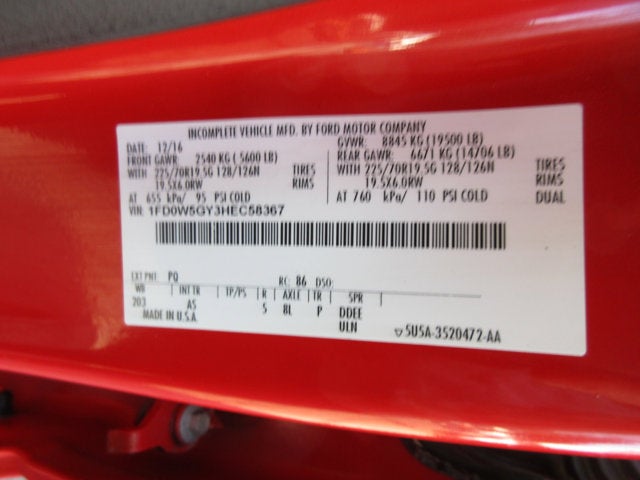 INCOMPLETE VEHICLE MFD. BY FORD MOTOR COMPANY
DATE: 12/16 GVWR: 8845 KG (19500 LB)
FRONT GAWR: 2540 KG (5600 LB) REAR GAWR: 6671 KG (14706 LB)
WITH 225/70R19.5G 128/126N TIRES WITH 225/70R19.5G 128/126N TIRES
19.5X6.0RW RIMS 19.5X6.0RW RIMS
AT 655 kPa/ 95 PSI COLD AT 760 kPa/ 110 PSI COLD DUAL
VIN: 1FD0W5GY3HEC58367
EXT PNT: PQ RC: 86 DSO:
WB INT TR TP/PS R AXLE TR SPR
203 AS S 8L P DDEE
MADE IN U.S.A. ULN ▽ 5U5A-3520472-AA